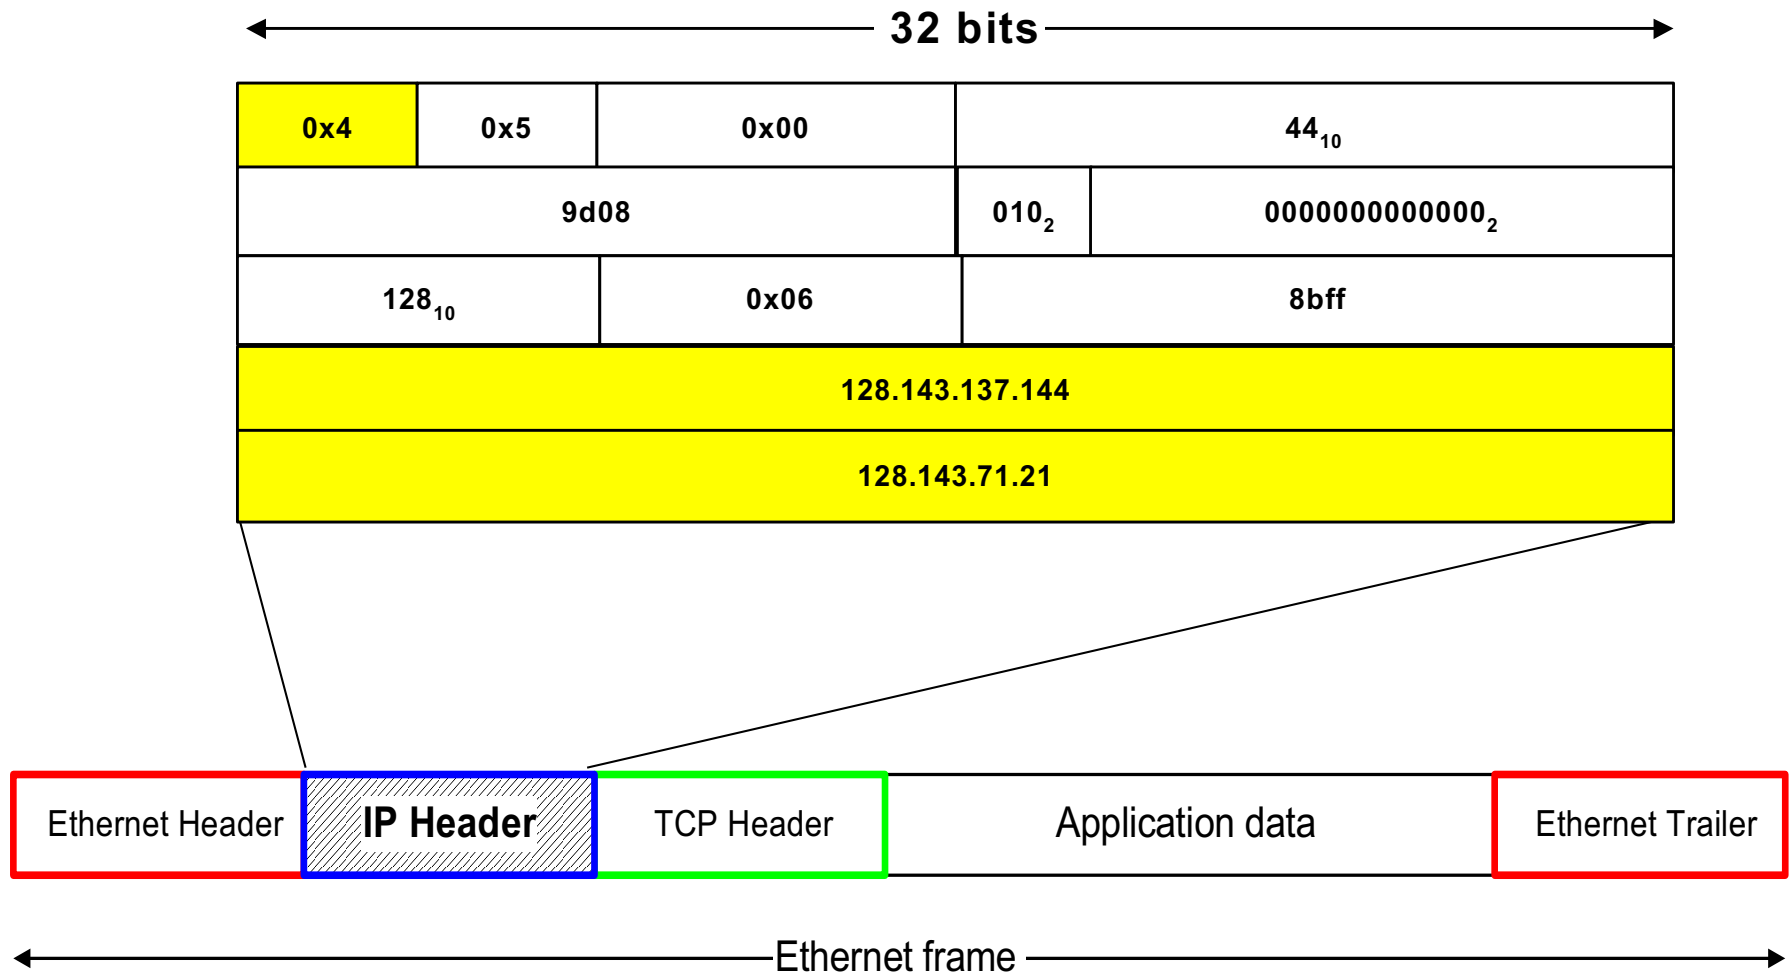 32 bits
0x4 0x5 0x00 44₁₀
9d08 010₂ 0000000000000₂
128₁₀ 0x06 8bff
128.143.137.144
128.143.71.21
Ethernet Header IP Header TCP Header Application data Ethernet Trailer
Ethernet frame